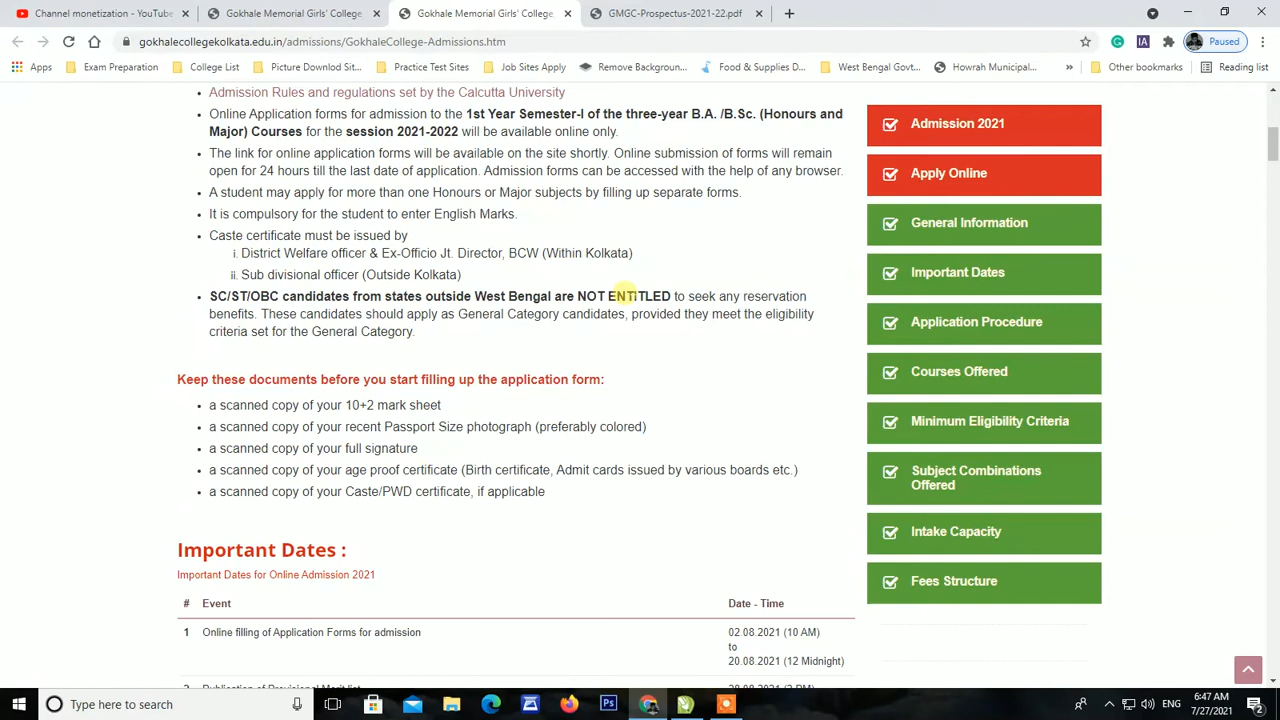 Channel monetization - YouTube
Gokhale Memorial Girls' College
Gokhale Memorial Girls' College,
GMGC-Prospectus-2021-22.pdf
gokhalecollegekolkata.edu.in/admissions/GokhaleCollege-Admissions.htm
Paused
Apps
Exam Preparation
College List
Picture Downlod Sit...
Practice Test Sites
Job Sites Apply
Remove Backgroun...
Food & Supplies D...
West Bengal Govt...
Howrah Municipal...
»
Other bookmarks
Reading list
Admission Rules and regulations set by the Calcutta University
Online Application forms for admission to the 1st Year Semester-I of the three-year B.A. /B.Sc. (Honours and
Major) Courses for the session 2021-2022 will be available online only.
The link for online application forms will be available on the site shortly. Online submission of forms will remain
open for 24 hours till the last date of application. Admission forms can be accessed with the help of any browser.
A student may apply for more than one Honours or Major subjects by filling up separate forms.
It is compulsory for the student to enter English Marks.
Caste certificate must be issued by
i. District Welfare officer & Ex-Officio Jt. Director, BCW (Within Kolkata)
ii. Sub divisional officer (Outside Kolkata)
SC/ST/OBC candidates from states outside West Bengal are NOT ENTITLED to seek any reservation
benefits. These candidates should apply as General Category candidates, provided they meet the eligibility
criteria set for the General Category.
Keep these documents before you start filling up the application form:
a scanned copy of your 10+2 mark sheet
a scanned copy of your recent Passport Size photograph (preferably colored)
a scanned copy of your full signature
a scanned copy of your age proof certificate (Birth certificate, Admit cards issued by various boards etc.)
a scanned copy of your Caste/PWD certificate, if applicable
Important Dates :
Important Dates for Online Admission 2021
# Event Date - Time
1 Online filling of Application Forms for admission 02.08.2021 (10 AM)
to
20.08.2021 (12 Midnight)
Admission 2021
Apply Online
General Information
Important Dates
Application Procedure
Courses Offered
Minimum Eligibility Criteria
Subject Combinations
Offered
Intake Capacity
Fees Structure
Type here to search
Ps
ENG
6:47 AM
7/27/2021
2